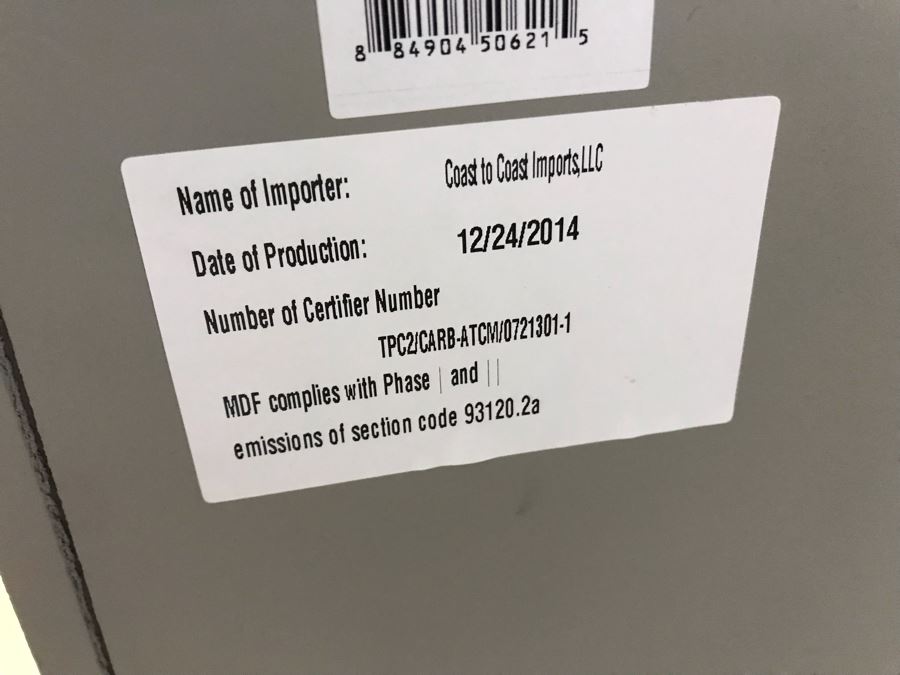 8 84904 50621 5
Name of Importer: Coast to Coast Imports,LLC
Date of Production: 12/24/2014
Number of Certifier Number
TPC2/CARB-ATCM/0721301-1
MDF complies with Phase | and ||
emissions of section code 93120.2a